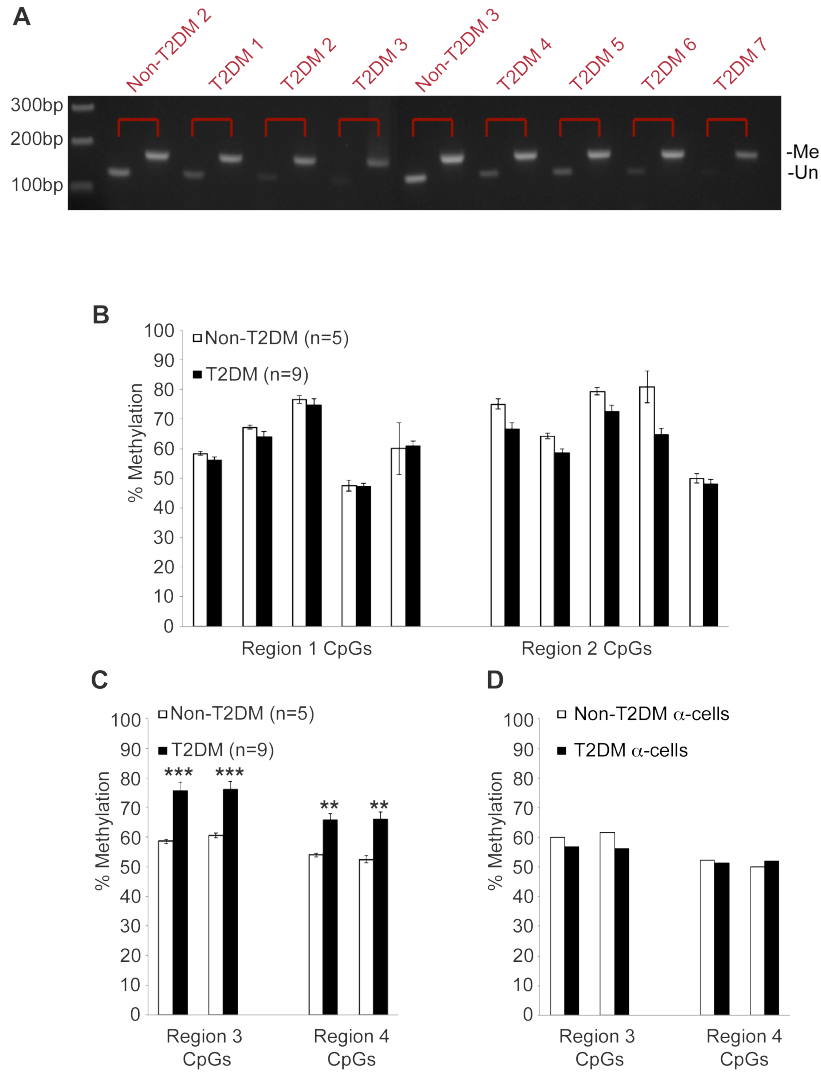 A
Non-T2DM 2
T2DM 1
T2DM 2
T2DM 3
Non-T2DM 3
T2DM 4
T2DM 5
T2DM 6
T2DM 7
300bp
200bp
100bp
-Me
-Un
B
100
90
80
70
60
50
40
30
20
10
0
% Methylation
Non-T2DM (n=5)
T2DM (n=9)
Region 1 CpGs
Region 2 CpGs
C
100
90
80
70
60
50
40
30
20
10
0
% Methylation
Non-T2DM (n=5)
T2DM (n=9)
***
***
**
**
Region 3
CpGs
Region 4
CpGs
D
100
90
80
70
60
50
40
30
20
10
0
% Methylation
Non-T2DM α-cells
T2DM α-cells
Region 3
CpGs
Region 4
CpGs